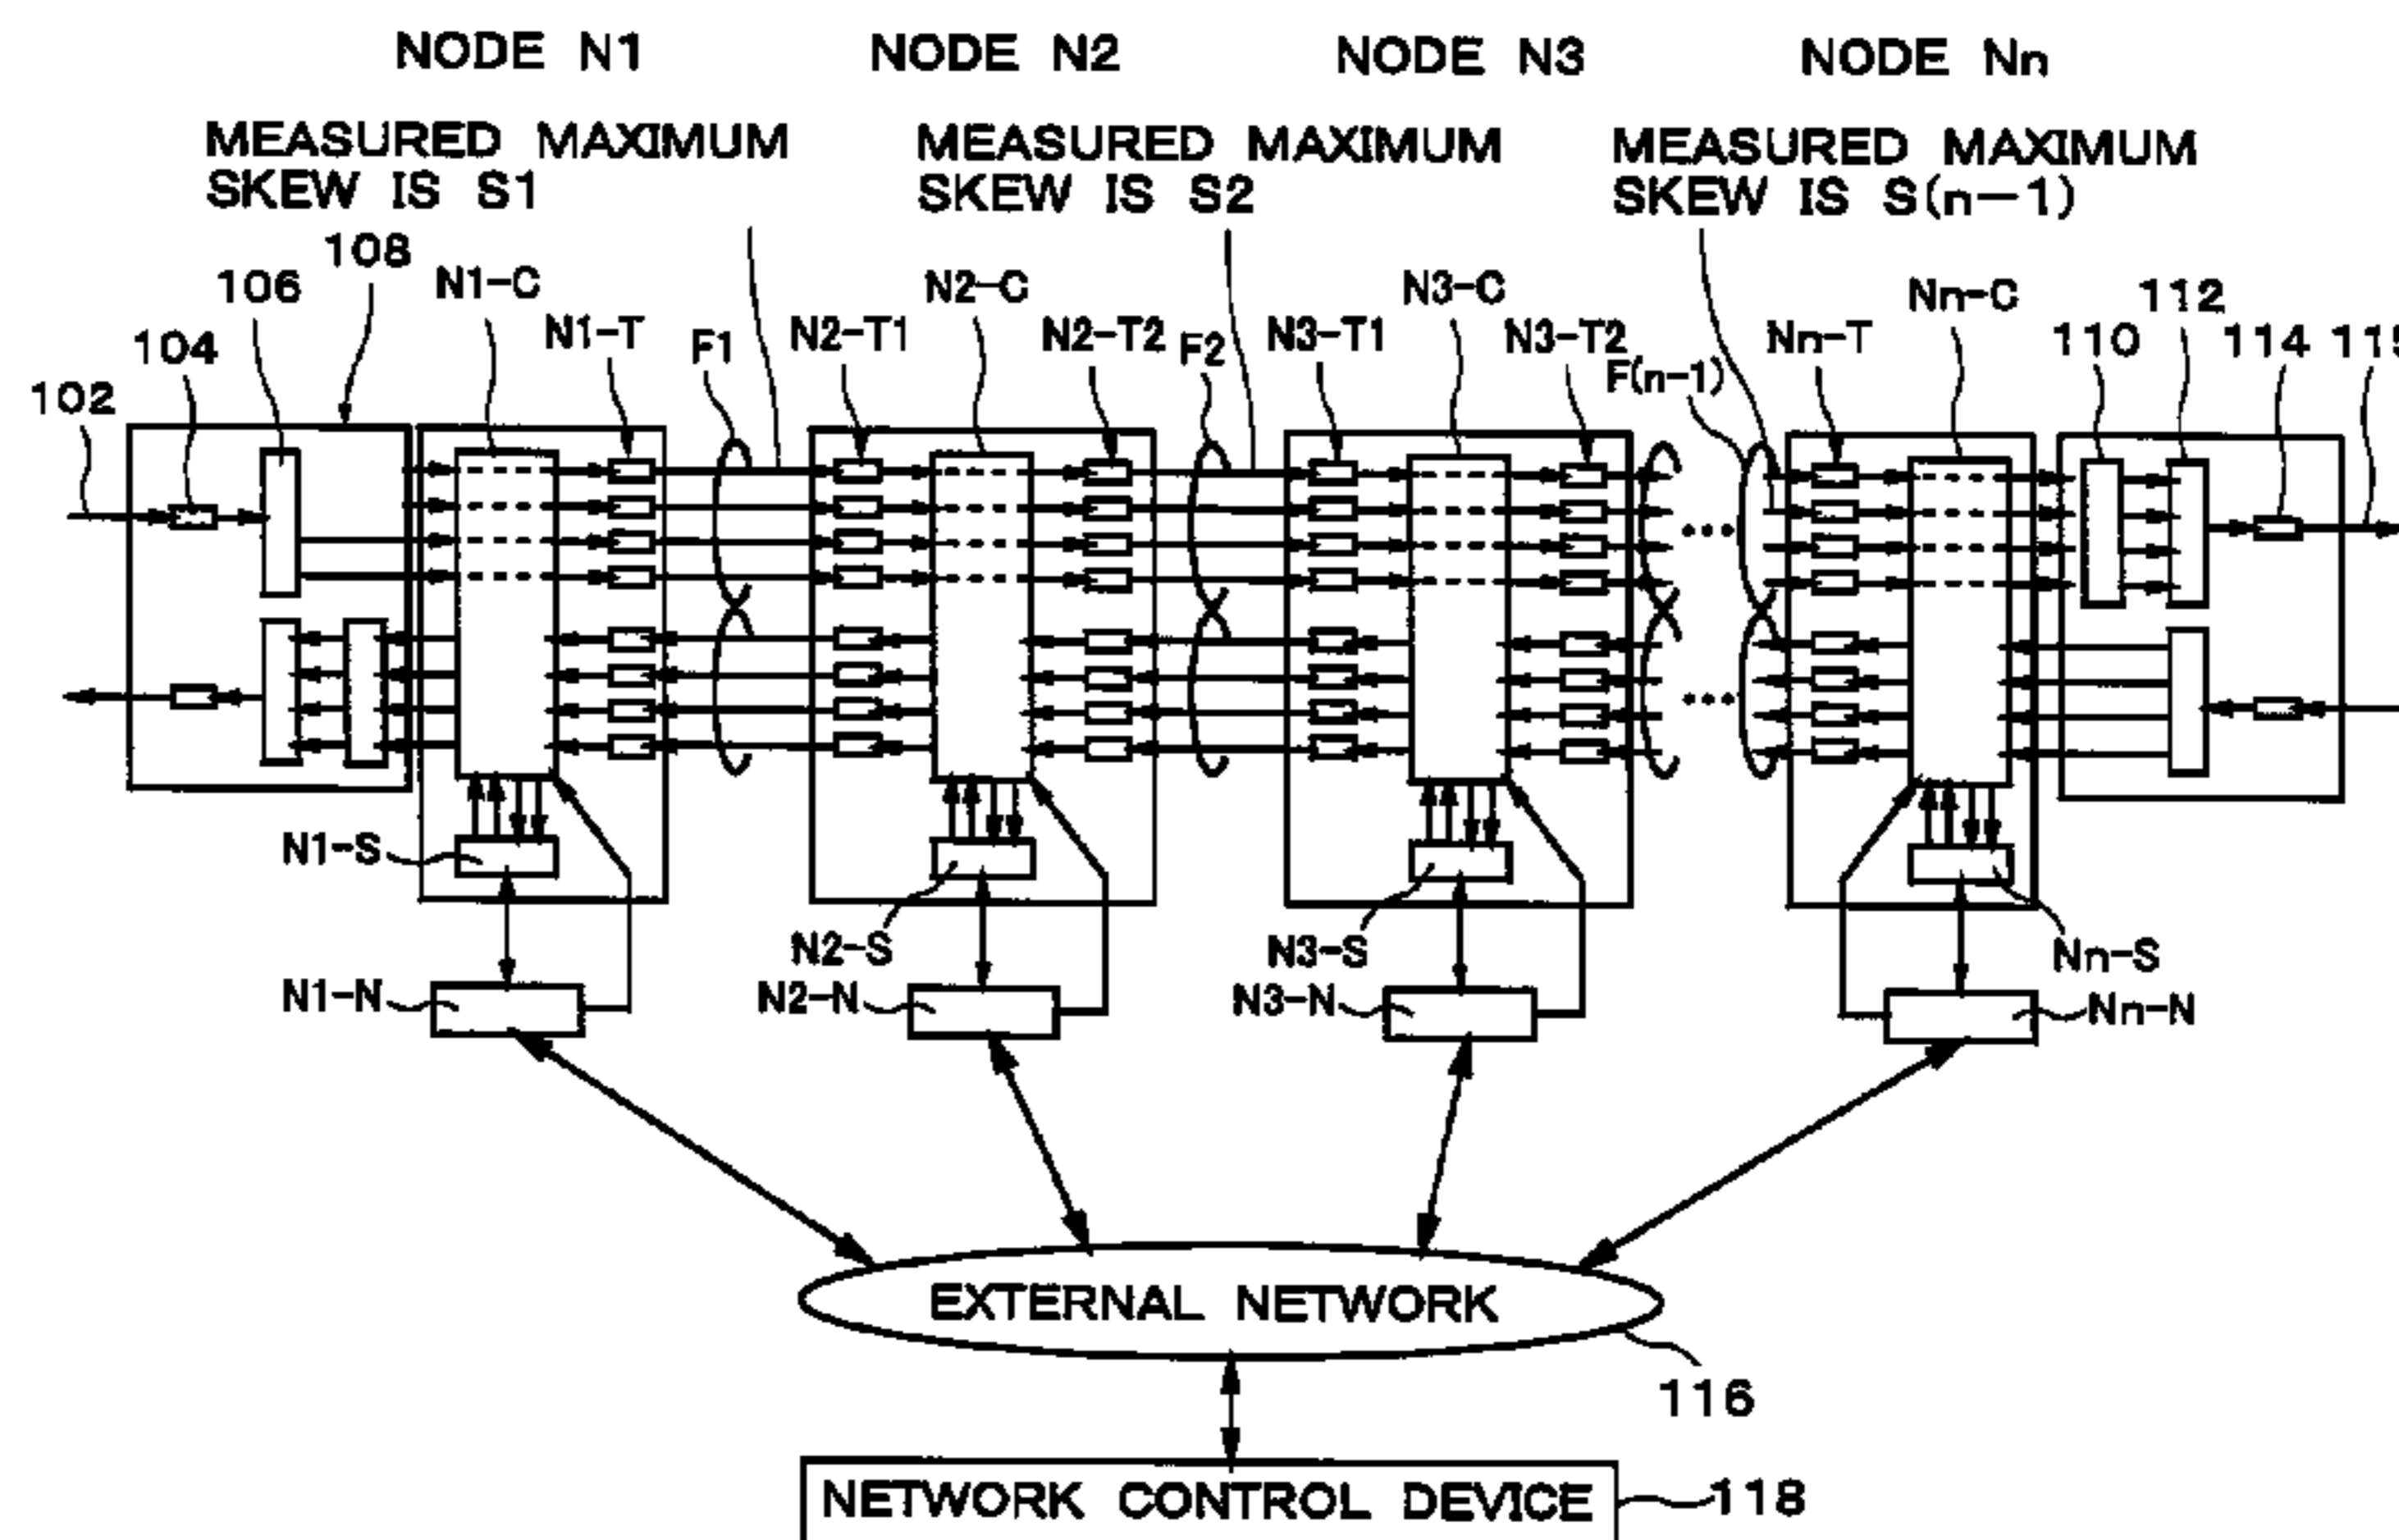 NODE N1 NODE N2 NODE N3 NODE Nn
MEASURED MAXIMUM SKEW IS S1
MEASURED MAXIMUM SKEW IS S2
MEASURED MAXIMUM SKEW IS S(n-1)
108
106
N1-C
N2-C
N3-C
Nn-C
112
104
N1-T
F1
N2-T1
N2-T2
F2
N3-T1
N3-T2
F(n-1)
Nn-T
110
114
102
...
...
N1-S
N2-S
N3-S
Nn-S
N1-N
N2-N
N3-N
Nn-N
EXTERNAL NETWORK
116
NETWORK CONTROL DEVICE
118